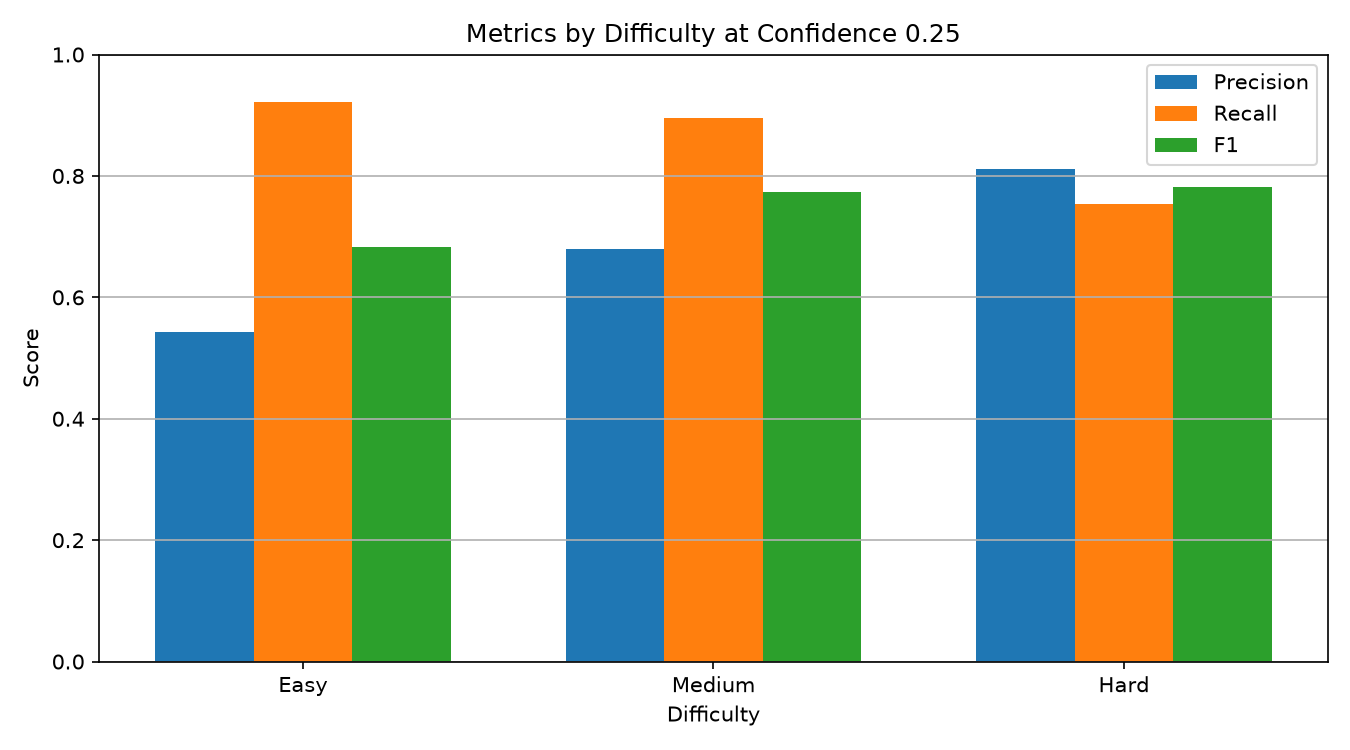 Metrics by Difficulty at Confidence 0.25
Precision
Recall
F1
Score
1.0
0.8
0.6
0.4
0.2
0.0
Easy
Medium
Hard
Difficulty